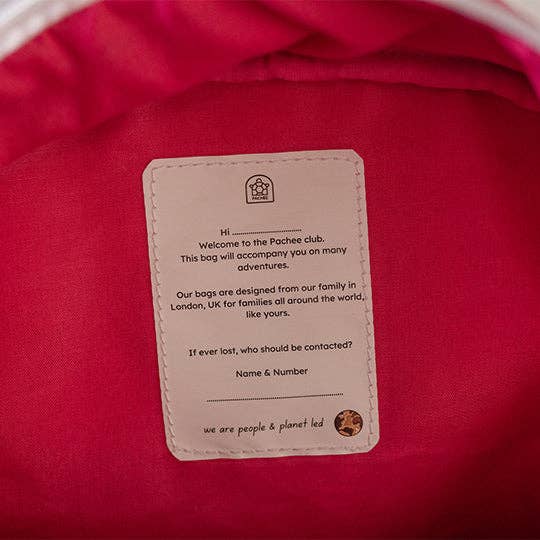 PACHEE
Hi ..............................
Welcome to the Pachee club.
This bag will accompany you on many
adventures.
Our bags are designed from our family in
London, UK for families all around the world,
like yours.
If ever lost, who should be contacted?
Name & Number
..........................................................
we are people & planet led